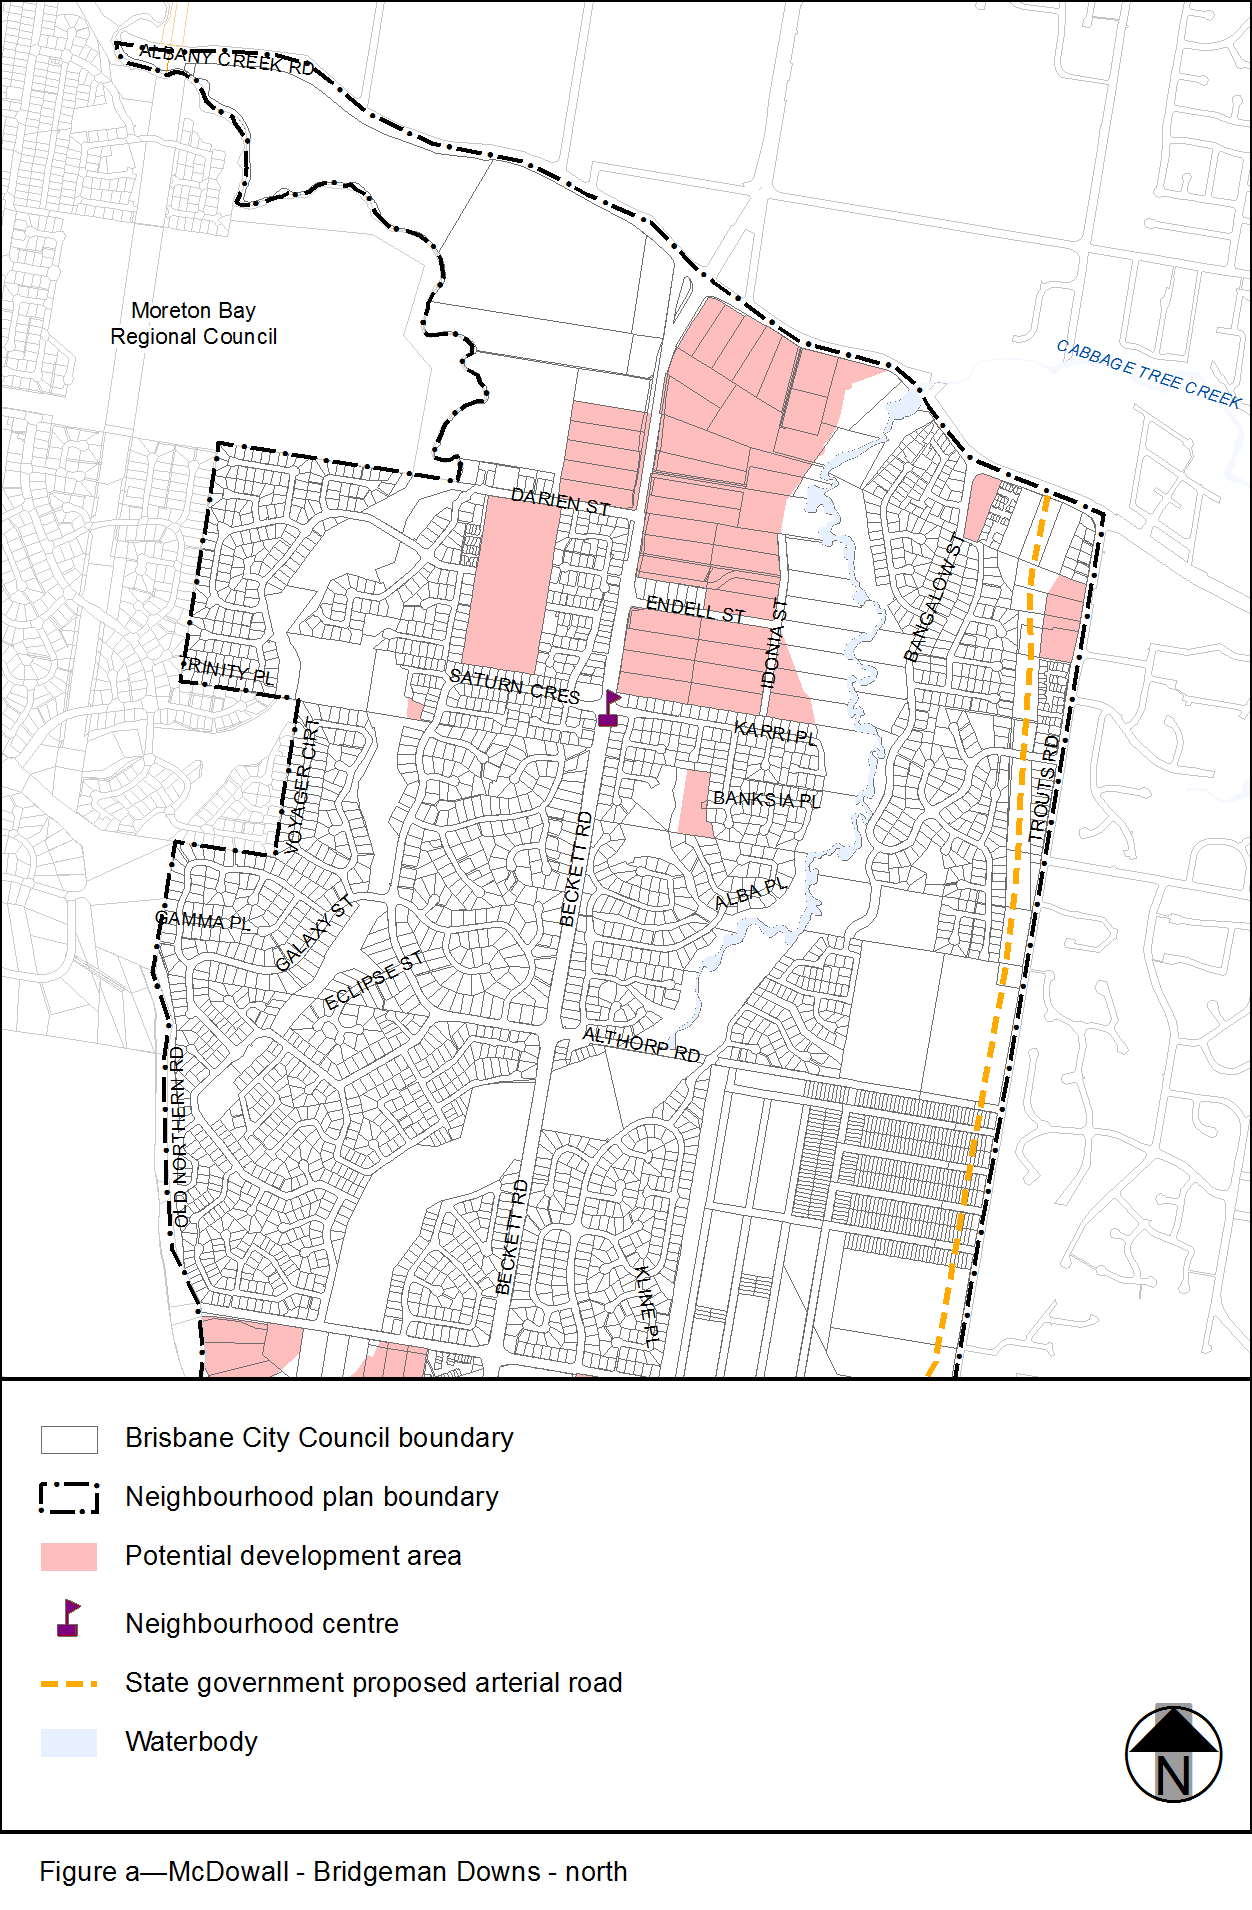 ALBANY CREEK RD
Moreton Bay
Regional Council
CABBAGE TREE CREEK
DARIEN ST
BANGALOW ST
ENDELL ST
IDONIA ST
TRINITY PL
SATURN CRES
KARRI PL
VOYAGER CIRT
TROUTS RD
BANKSIA PL
BECKETT RD
ALBA PL
GAMMA PL
GALAXY ST
ECLIPSE ST
ALTHORP RD
OLD NORTHERN RD
BECKETT RD
KLINE PL
Brisbane City Council boundary
Neighbourhood plan boundary
Potential development area
Neighbourhood centre
State government proposed arterial road
Waterbody
N
Figure a—McDowall - Bridgeman Downs - north